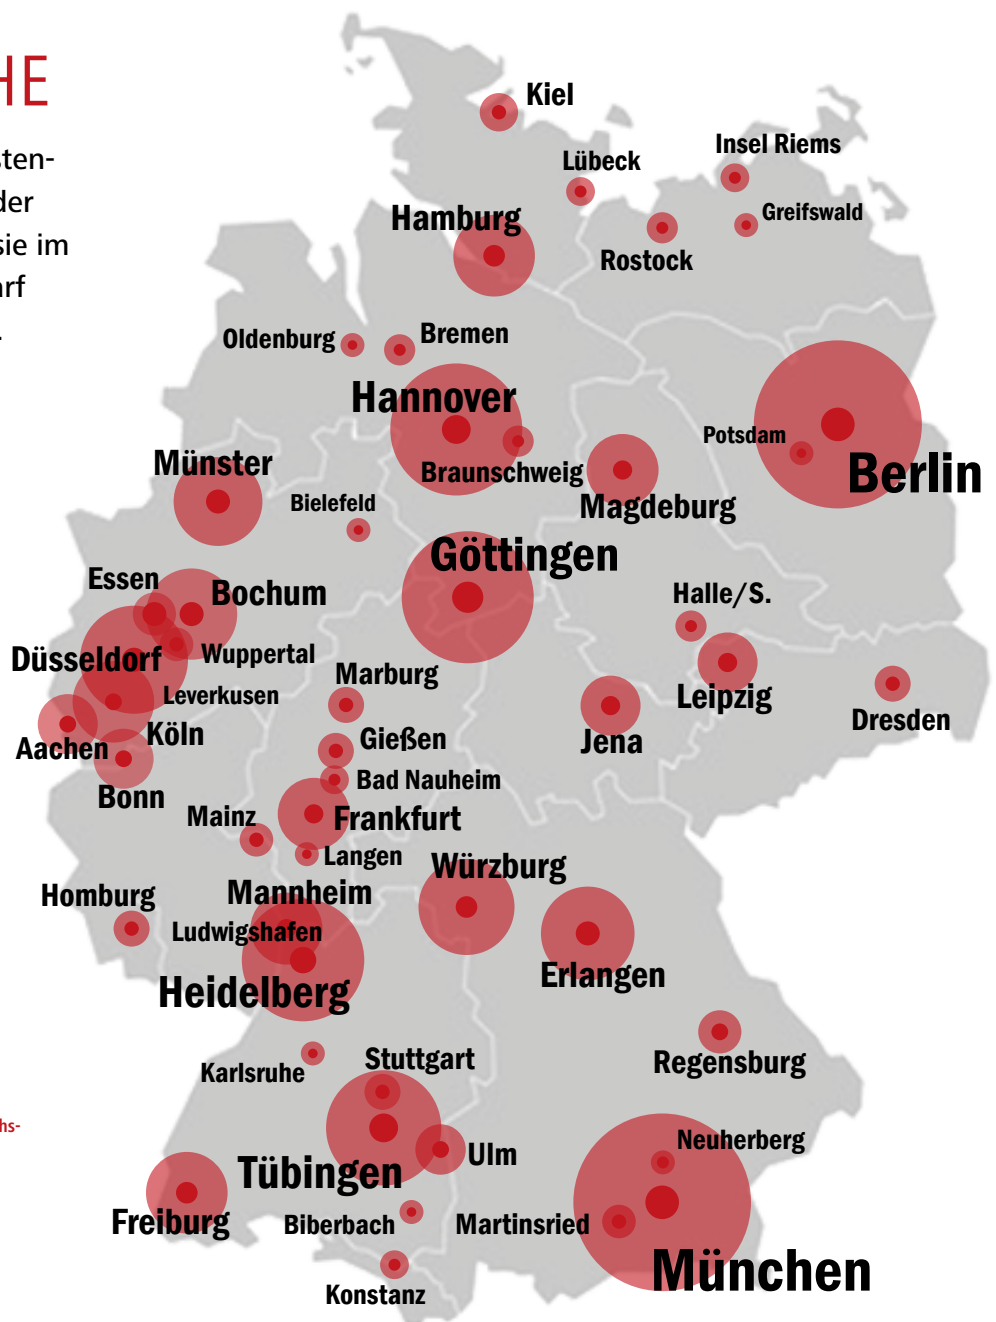 HE
sten-
der
sie im
arf
.
Kiel
Insel Riems
Lübeck
Greifswald
Hamburg
Rostock
Oldenburg
Bremen
Hannover
Potsdam
Braunschweig
Berlin
Münster
Bielefeld
Magdeburg
Göttingen
Essen
Bochum
Halle/S.
Düsseldorf
Wuppertal
Marburg
Leverkusen
Leipzig
Köln
Aachen
Gießen
Jena
Dresden
Bad Nauheim
Bonn
Mainz
Frankfurt
Langen
Würzburg
Homburg
Mannheim
Ludwigshafen
Erlangen
Heidelberg
Stuttgart
Regensburg
Karlsruhe
hs-
Neuherberg
Ulm
Tübingen
Freiburg
Biberbach
Martinsried
München
Konstanz